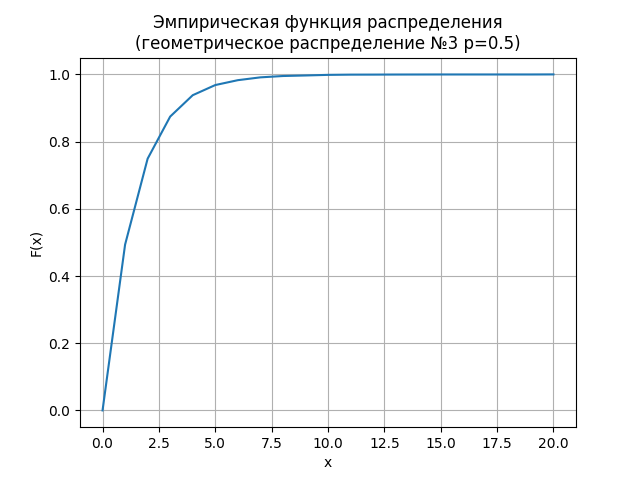 Эмпирическая функция распределения
(геометрическое распределение №3 p=0.5)
1.0
0.8
0.6
0.4
0.2
0.0
F(x)
0.0 2.5 5.0 7.5 10.0 12.5 15.0 17.5 20.0
x